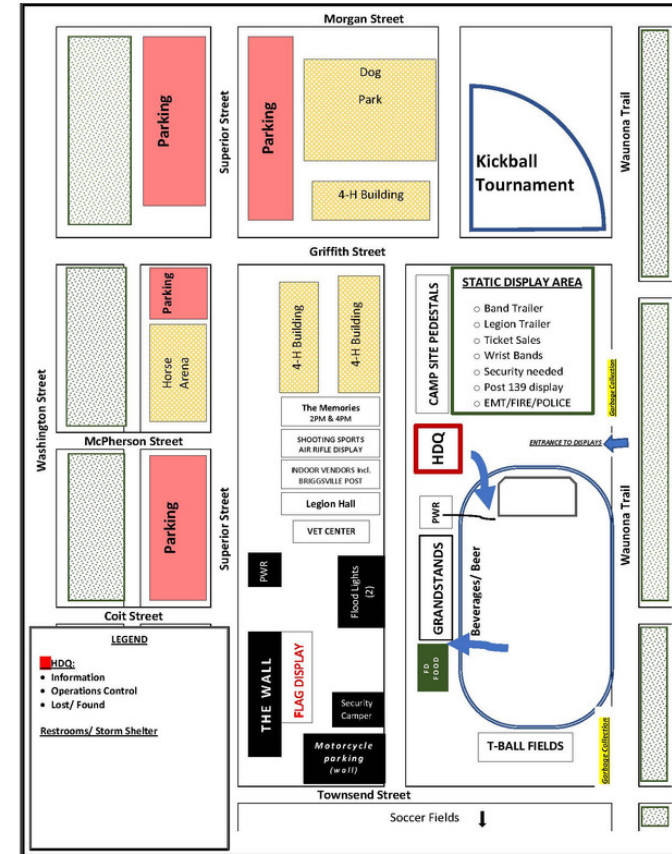 Morgan Street
Parking
Superior Street
Parking
Dog
Park
4-H Building
Kickball
Tournament
Waunona Trail
Griffith Street
Washington Street
Parking
Horse
Arena
McPherson Street
Parking
Superior Street
Coit Street
4-H Building
4-H Building
The Memories
2PM & 4PM
SHOOTING SPORTS
AIR RIFLE DISPLAY
INDOOR VENDORS Incl.
BRIGGSVILLE POST
Legion Hall
VET CENTER
PWR
Flood Lights
(2)
THE WALL
FLAG DISPLAY
Security
Camper
Motorcycle
parking
(wall)
CAMP SITE PEDESTALS
STATIC DISPLAY AREA
○ Band Trailer
○ Legion Trailer
○ Ticket Sales
○ Wrist Bands
○ Security needed
○ Post 139 display
○ EMT/FIRE/POLICE
Garbage Collection
HDQ
ENTRANCE TO DISPLAYS
PWR
GRANDSTANDS
Beverages/ Beer
FD
FOOD
Waunona Trail
T-BALL FIELDS
Garbage Collection
LEGEND
HDQ:
• Information
• Operations Control
• Lost/ Found
Restrooms/ Storm Shelter
Townsend Street
Soccer Fields